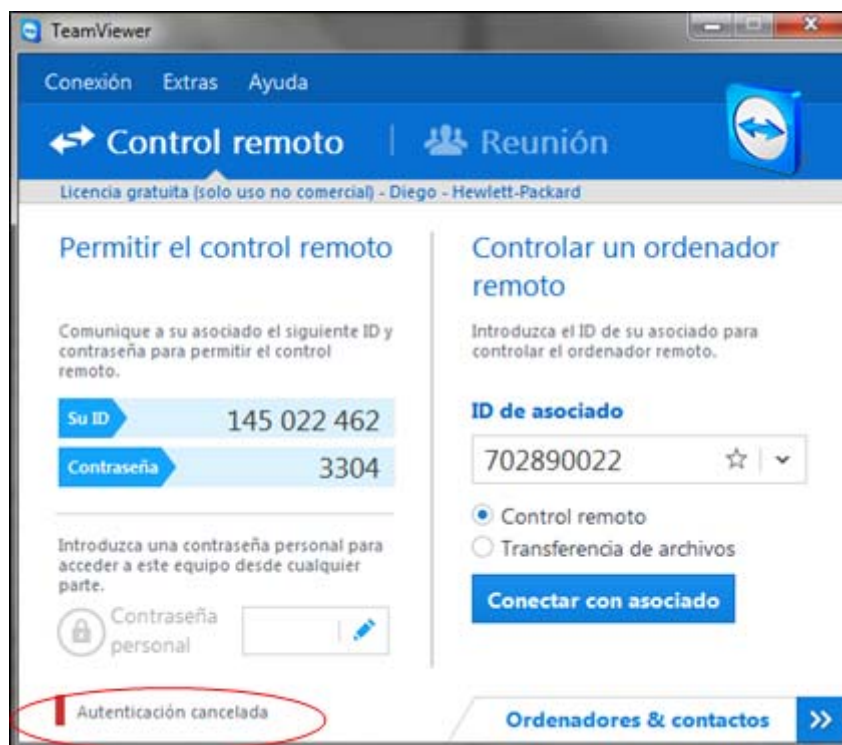 TeamViewer
Conexión Extras Ayuda
Control remoto
Reunión
Licencia gratuita (solo uso no comercial) - Diego - Hewlett-Packard
Permitir el control remoto
Comunique a su asociado el siguiente ID y
contraseña para permitir el control
remoto.
Su ID 145 022 462
Contraseña 3304
Introduzca una contraseña personal para
acceder a este equipo desde cualquier
parte.
Contraseña
personal
Autenticación cancelada
Controlar un ordenador
remoto
Introduzca el ID de su asociado para
controlar el ordenador remoto.
ID de asociado
702890022
Control remoto
Transferencia de archivos
Conectar con asociado
Ordenadores & contactos